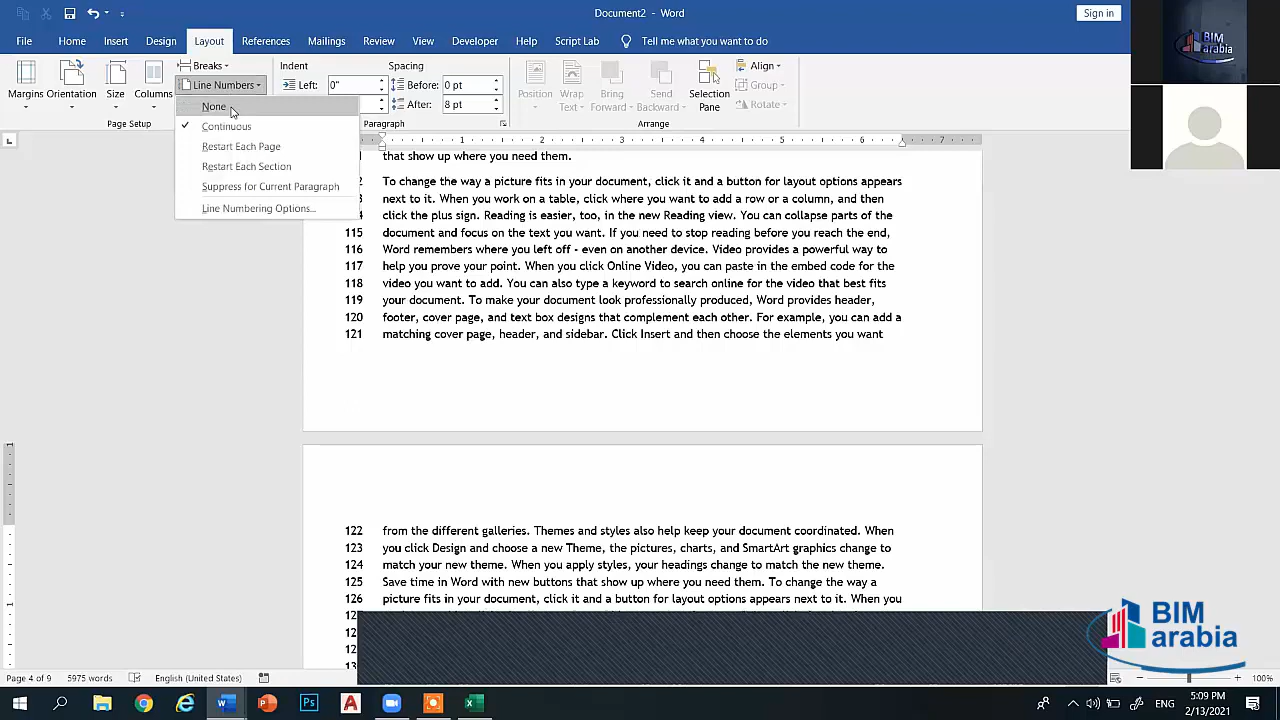 Document2 - Word
Sign in
File Home Insert Design Layout References Mailings Review View Developer Help Script Lab Tell me what you want to do
Margins Orientation Size Columns
Breaks
Line Numbers
Page Setup
Indent
Left: 0"
Spacing
Before: 0 pt
After: 8 pt
Paragraph
Position
Wrap Text
Bring Forward
Send Backward
Selection Pane
Align
Group
Rotate
Arrange
None
Continuous
Restart Each Page
Restart Each Section
Suppress for Current Paragraph
Line Numbering Options...
that show up where you need them.
To change the way a picture fits in your document, click it and a button for layout options appears
next to it. When you work on a table, click where you want to add a row or a column, and then
click the plus sign. Reading is easier, too, in the new Reading view. You can collapse parts of the
115 document and focus on the text you want. If you need to stop reading before you reach the end,
116 Word remembers where you left off - even on another device. Video provides a powerful way to
117 help you prove your point. When you click Online Video, you can paste in the embed code for the
118 video you want to add. You can also type a keyword to search online for the video that best fits
119 your document. To make your document look professionally produced, Word provides header,
120 footer, cover page, and text box designs that complement each other. For example, you can add a
121 matching cover page, header, and sidebar. Click Insert and then choose the elements you want
122 from the different galleries. Themes and styles also help keep your document coordinated. When
123 you click Design and choose a new Theme, the pictures, charts, and SmartArt graphics change to
124 match your new theme. When you apply styles, your headings change to match the new theme.
125 Save time in Word with new buttons that show up where you need them. To change the way a
126 picture fits in your document, click it and a button for layout options appears next to it. When you
BIM arabia
BIM
arabia
Page 4 of 9 5975 words English (United States) 100%
ENG
5:09 PM
2/13/2021